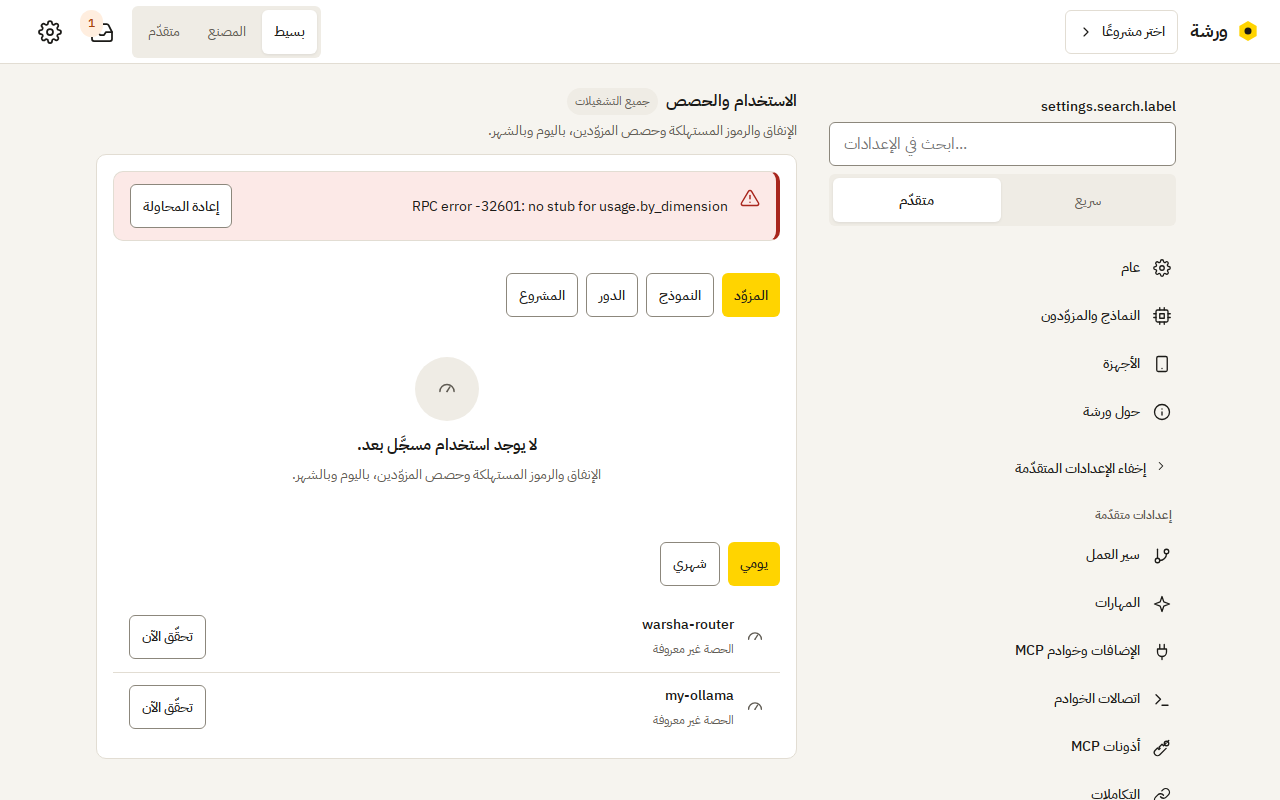 ورشة
اختر مشروعًا
بسيط
المصنع
متقدّم
1
settings.search.label
ابحث في الإعدادات...
سريع
متقدّم
عام
النماذج والمزوّدون
الأجهزة
حول ورشة
إخفاء الإعدادات المتقدّمة
إعدادات متقدّمة
سير العمل
المهارات
الإضافات وخوادم MCP
اتصالات الخوادم
أذونات MCP
التكاملات
الاستخدام والحصص
جميع التشغيلات
الإنفاق والرموز المستهلكة وحصص المزوّدين، باليوم وبالشهر.
RPC error -32601: no stub for usage.by_dimension
إعادة المحاولة
المزوّد
النموذج
الدور
المشروع
لا يوجد استخدام مسجَّل بعد.
الإنفاق والرموز المستهلكة وحصص المزوّدين، باليوم وبالشهر.
يومي
شهري
warsha-router
الحصة غير معروفة
تحقّق الآن
my-ollama
الحصة غير معروفة
تحقّق الآن